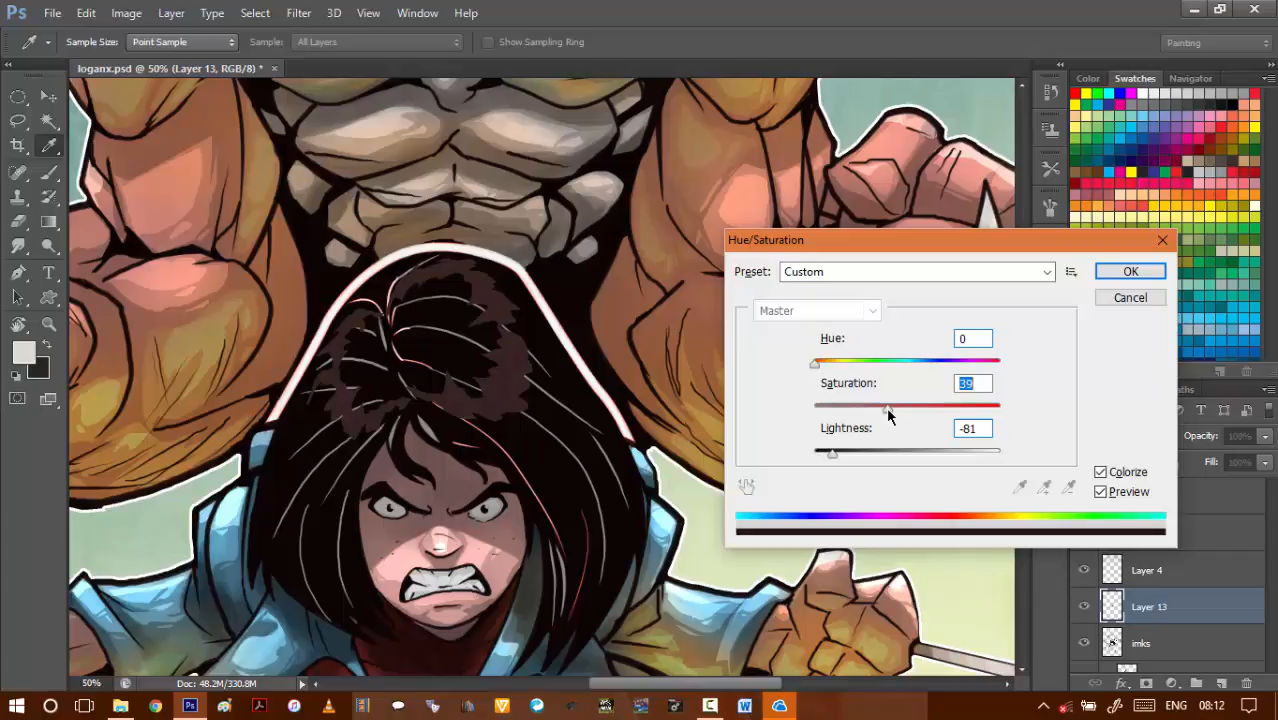 Ps File Edit Image Layer Type Select Filter 3D View Window Help
Sample Size: Point Sample Sample: All Layers Show Sampling Ring Painting
loganx.psd @ 50% (Layer 13, RGB/8) * ×
Color Swatches Navigator
Hue/Saturation
Preset: Custom OK
Cancel
Master
Hue: 0
Saturation: 39
Lightness: -81
Colorize
Preview
Opacity: 100%
Fill: 100%
Layer 4
Layer 13
imks
50% Doc: 48.2M/330.8M
ENG 08:12